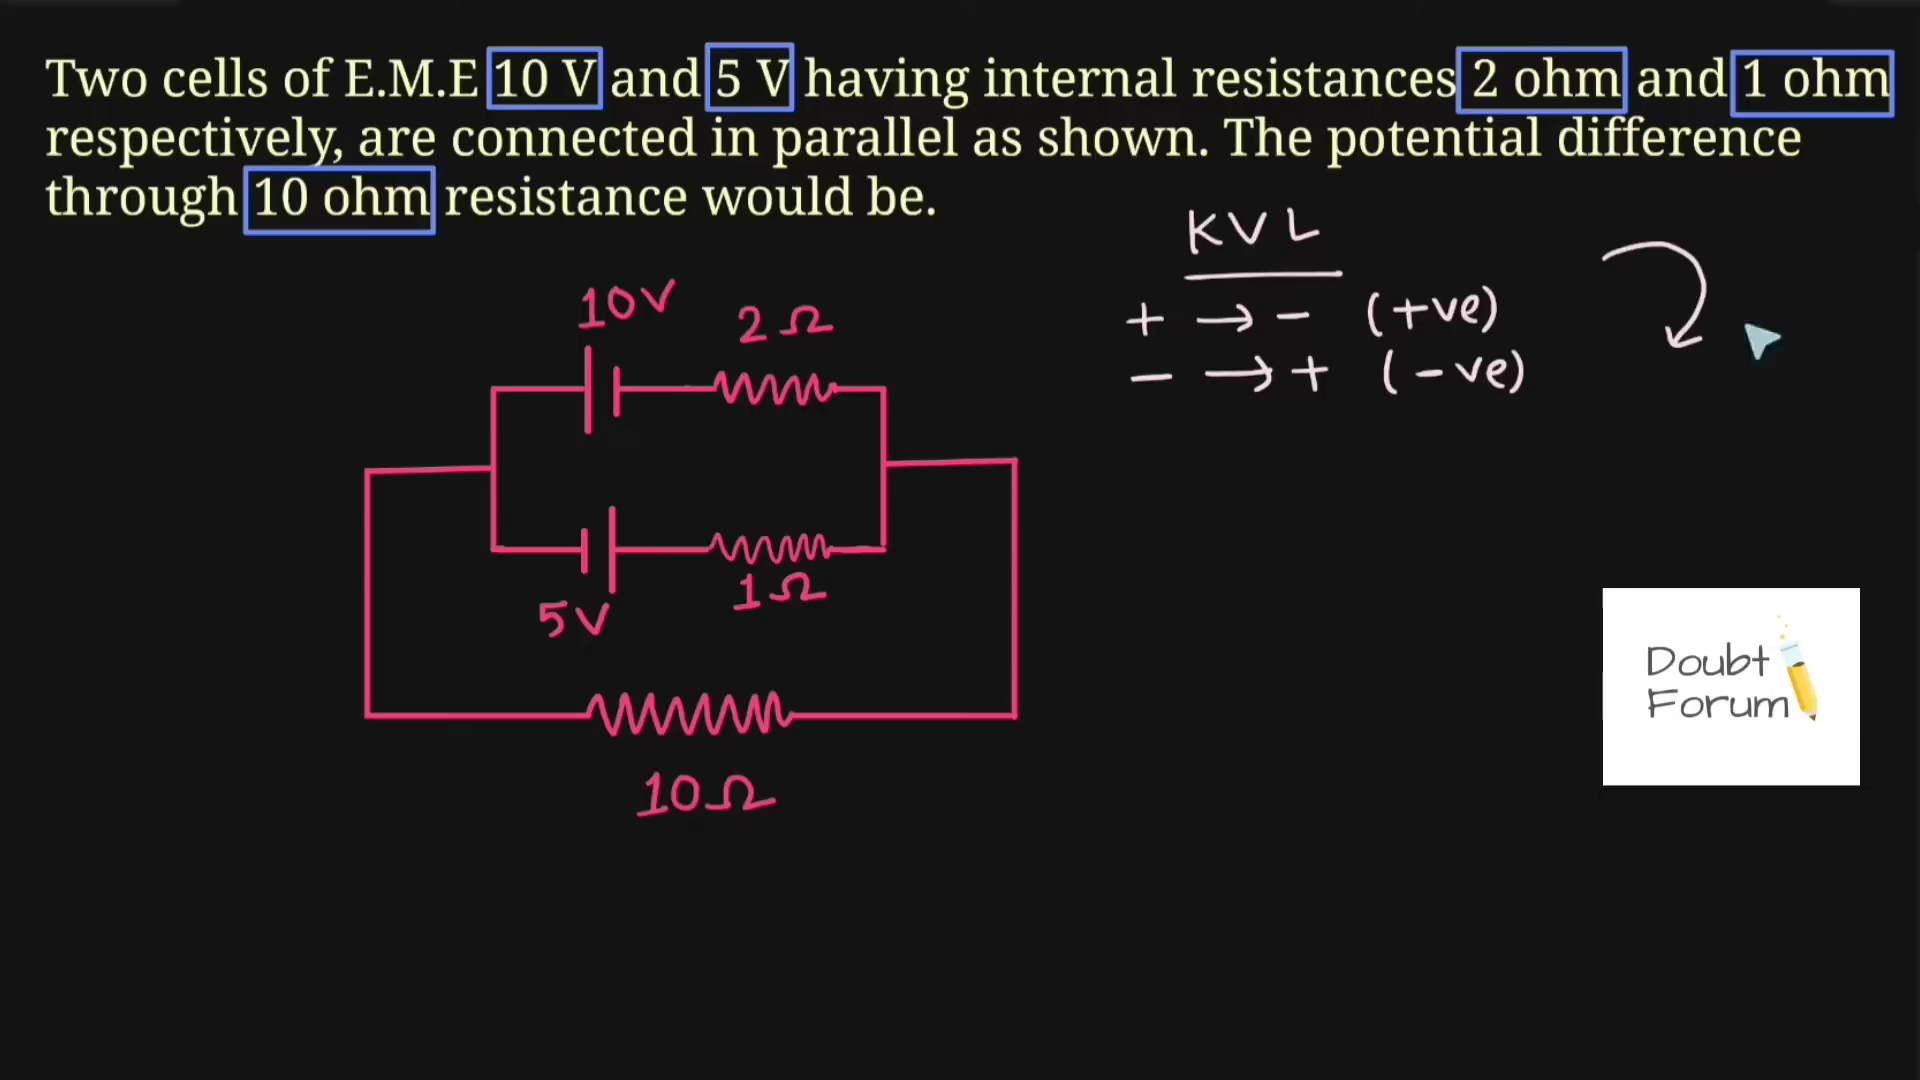 Two cells of E.M.E 10 V and 5 V having internal resistances 2 ohm and 1 ohm
respectively, are connected in parallel as shown. The potential difference
through 10 ohm resistance would be.
KVL
+ → - (+ve)
- → + (-ve)
10V
2Ω
5V
1Ω
10Ω
Doubt
Forum